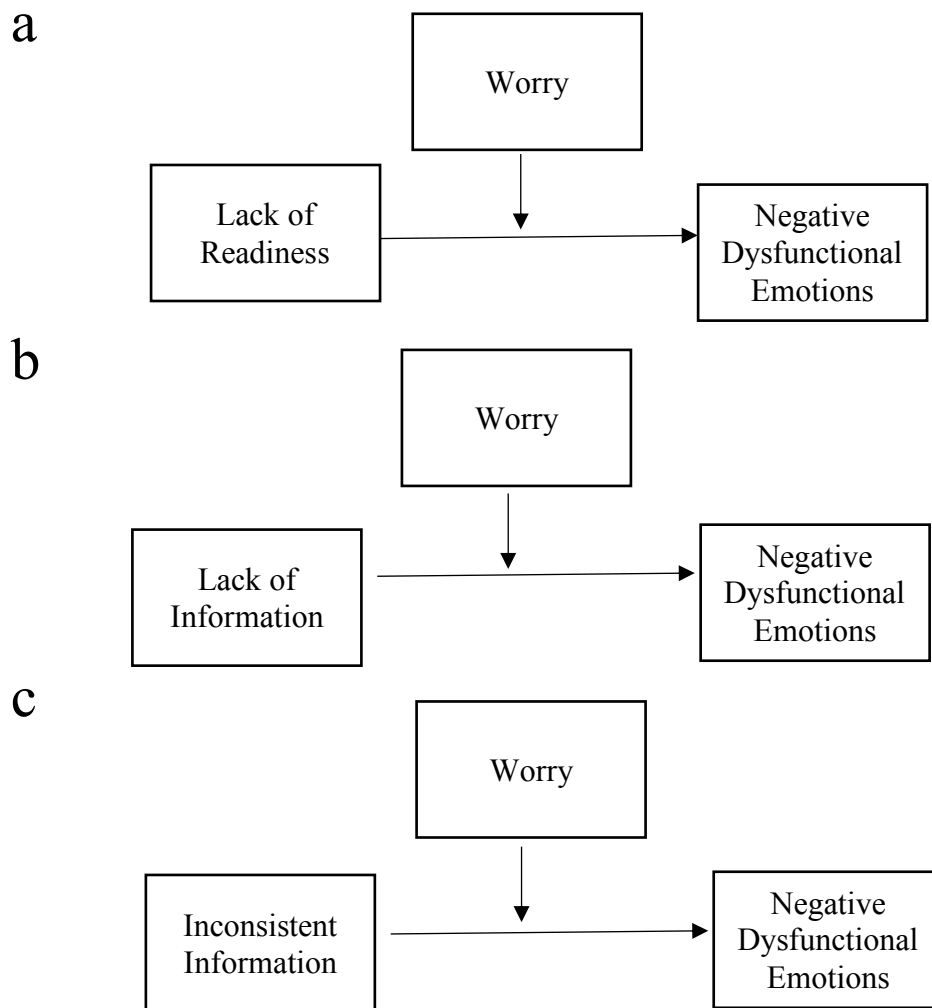 a
Worry
Lack of
Readiness
Negative
Dysfunctional
Emotions
b
Worry
Lack of
Information
Negative
Dysfunctional
Emotions
c
Worry
Inconsistent
Information
Negative
Dysfunctional
Emotions